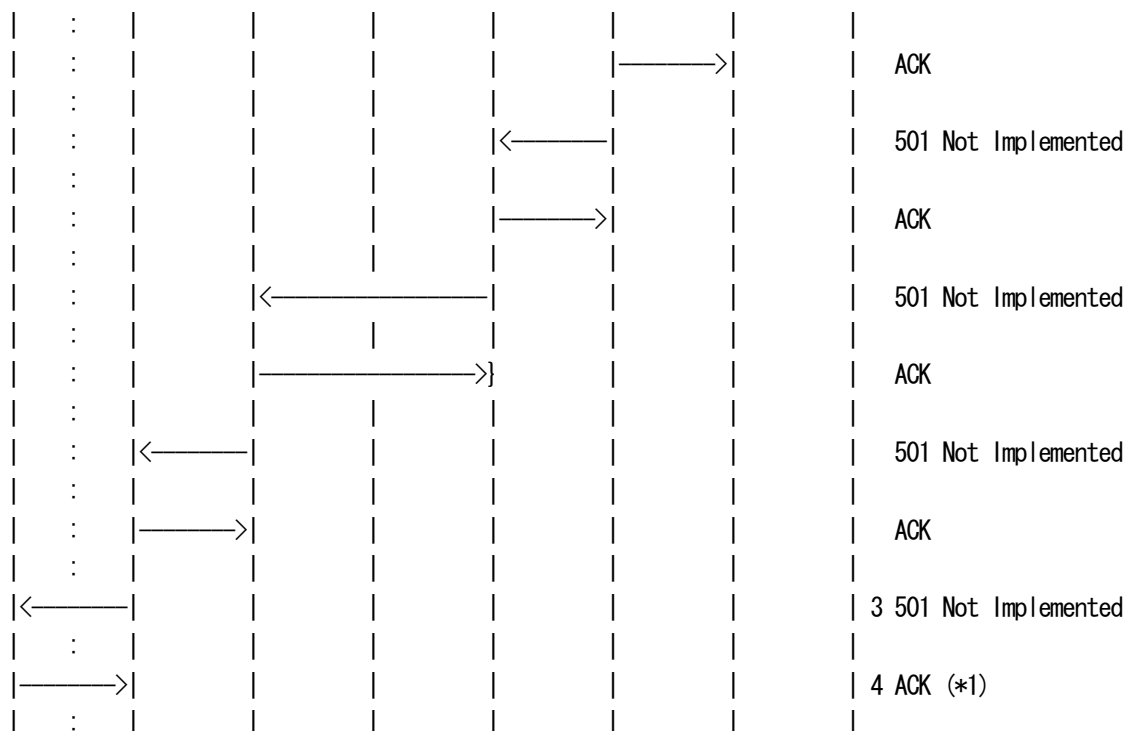 ACK
501 Not Implemented
ACK
501 Not Implemented
ACK
501 Not Implemented
ACK
3 501 Not Implemented
4 ACK (*1)